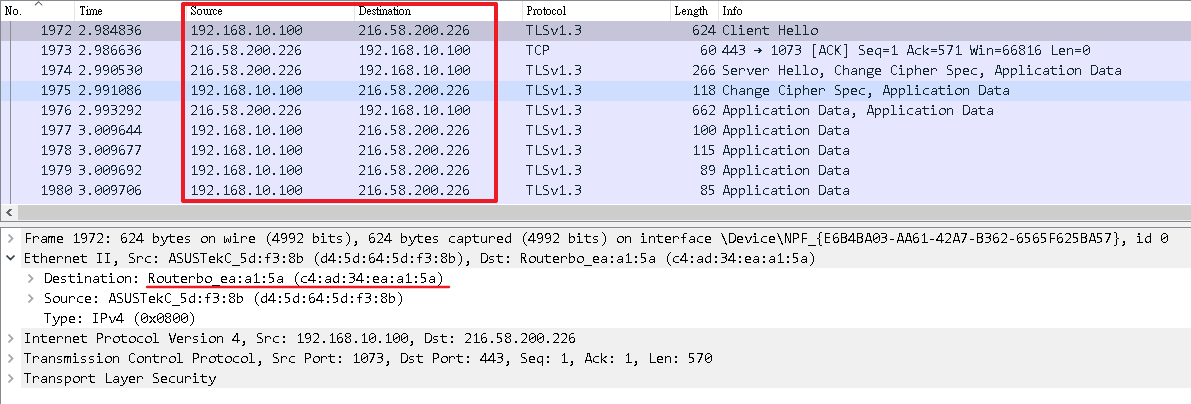 No. Time Source Destination Protocol Length Info
1972 2.984836 192.168.10.100 216.58.200.226 TLSv1.3 624 Client Hello
1973 2.986636 216.58.200.226 192.168.10.100 TCP 60 443 → 1073 [ACK] Seq=1 Ack=571 Win=66816 Len=0
1974 2.990530 216.58.200.226 192.168.10.100 TLSv1.3 266 Server Hello, Change Cipher Spec, Application Data
1975 2.991086 192.168.10.100 216.58.200.226 TLSv1.3 118 Change Cipher Spec, Application Data
1976 2.993292 216.58.200.226 192.168.10.100 TLSv1.3 662 Application Data, Application Data
1977 3.009644 192.168.10.100 216.58.200.226 TLSv1.3 100 Application Data
1978 3.009677 192.168.10.100 216.58.200.226 TLSv1.3 115 Application Data
1979 3.009692 192.168.10.100 216.58.200.226 TLSv1.3 89 Application Data
1980 3.009706 192.168.10.100 216.58.200.226 TLSv1.3 85 Application Data
Frame 1972: 624 bytes on wire (4992 bits), 624 bytes captured (4992 bits) on interface \Device\NPF_{E6B4BA03-AA61-42A7-B362-6565F625BA57}, id 0
Ethernet II, Src: ASUSTekC_5d:f3:8b (d4:5d:64:5d:f3:8b), Dst: Routerbo_ea:a1:5a (c4:ad:34:ea:a1:5a)
Destination: Routerbo_ea:a1:5a (c4:ad:34:ea:a1:5a)
Source: ASUSTekC_5d:f3:8b (d4:5d:64:5d:f3:8b)
Type: IPv4 (0x0800)
Internet Protocol Version 4, Src: 192.168.10.100, Dst: 216.58.200.226
Transmission Control Protocol, Src Port: 1073, Dst Port: 443, Seq: 1, Ack: 1, Len: 570
Transport Layer Security